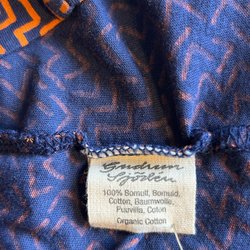 Gudrun
Sjödén
100% Bomull, Bomuld,
Cotton, Baumwolle,
Puuvilla, Coton
Organic Cotton